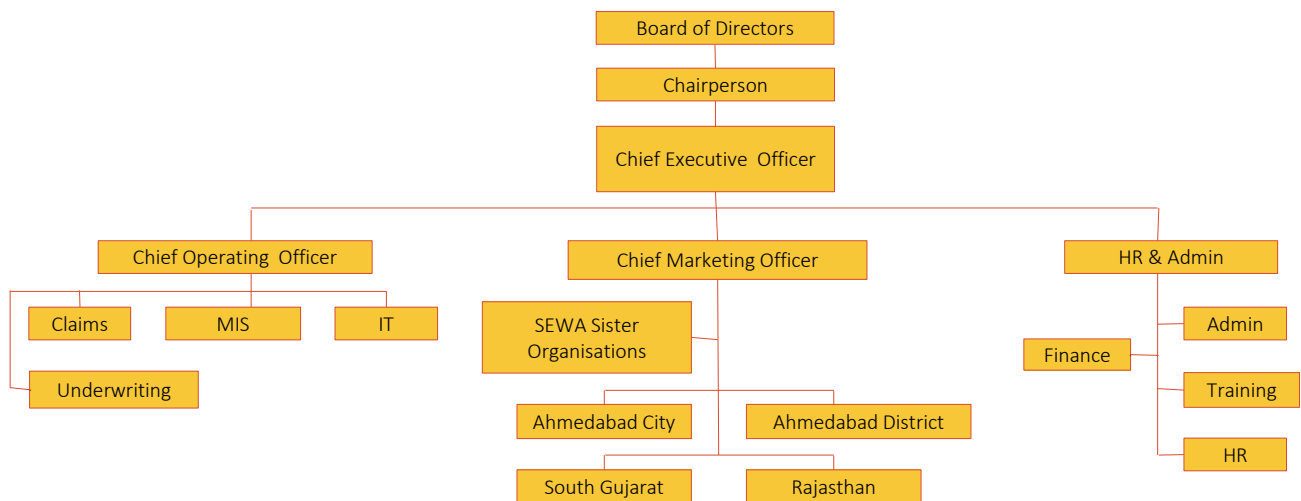 Board of Directors
Chairperson
Chief Executive Officer
Chief Operating Officer
Chief Marketing Officer
HR & Admin
Claims
MIS
IT
Underwriting
SEWA Sister
Organisations
Ahmedabad City
Ahmedabad District
South Gujarat
Rajasthan
Admin
Finance
Training
HR